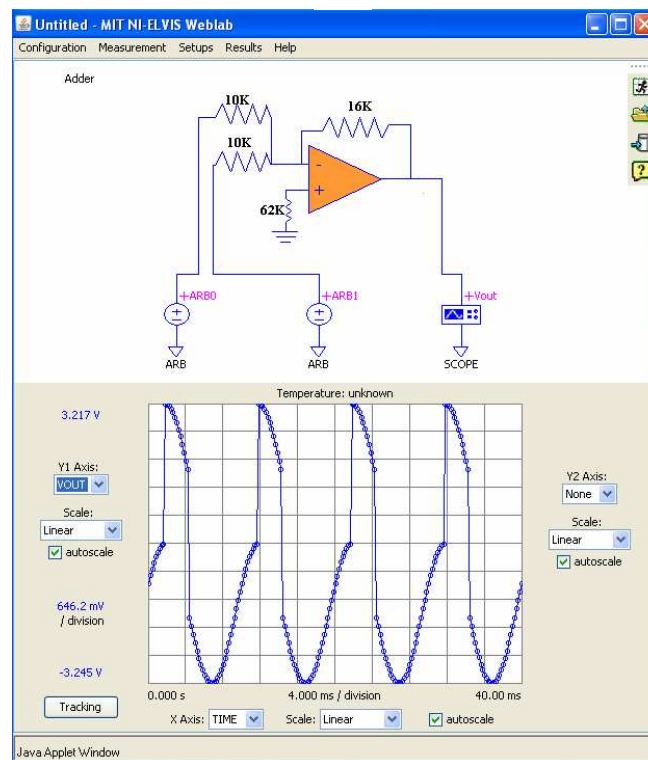 Untitled - MIT NI-ELVIS Weblab
Configuration Measurement Setups Results Help
Adder
10K
16K
10K
-
+
62K
+ARB0
+ARB1
+Vout
ARB
ARB
SCOPE
Temperature: unknown
3.217 V
Y1 Axis:
VOUT
Scale:
Linear
autoscale
646.2 mV
/ division
-3.245 V
Tracking
Y2 Axis:
None
Scale:
Linear
autoscale
0.000 s 4.000 ms / division 40.00 ms
X Axis: TIME Scale: Linear autoscale
Java Applet Window